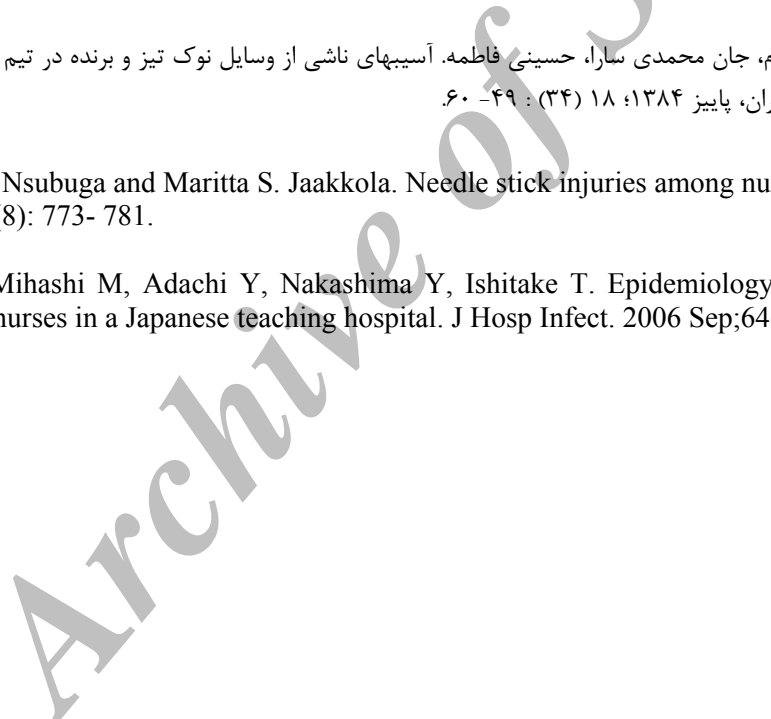 م، جان محمدی سارا، حسینی فاطمه. آسیبهای ناشی از وسایل نوک تیز و برنده در تیم
ران، پاییز ۱۳۸۴؛ ۱۸ (۳۴) : ۴۹- ۶۰.
Nsubuga and Maritta S. Jaakkola. Needle stick injuries among nu
(8): 773- 781.
Mihashi M, Adachi Y, Nakashima Y, Ishitake T. Epidemiology
nurses in a Japanese teaching hospital. J Hosp Infect. 2006 Sep;64
Archive of S